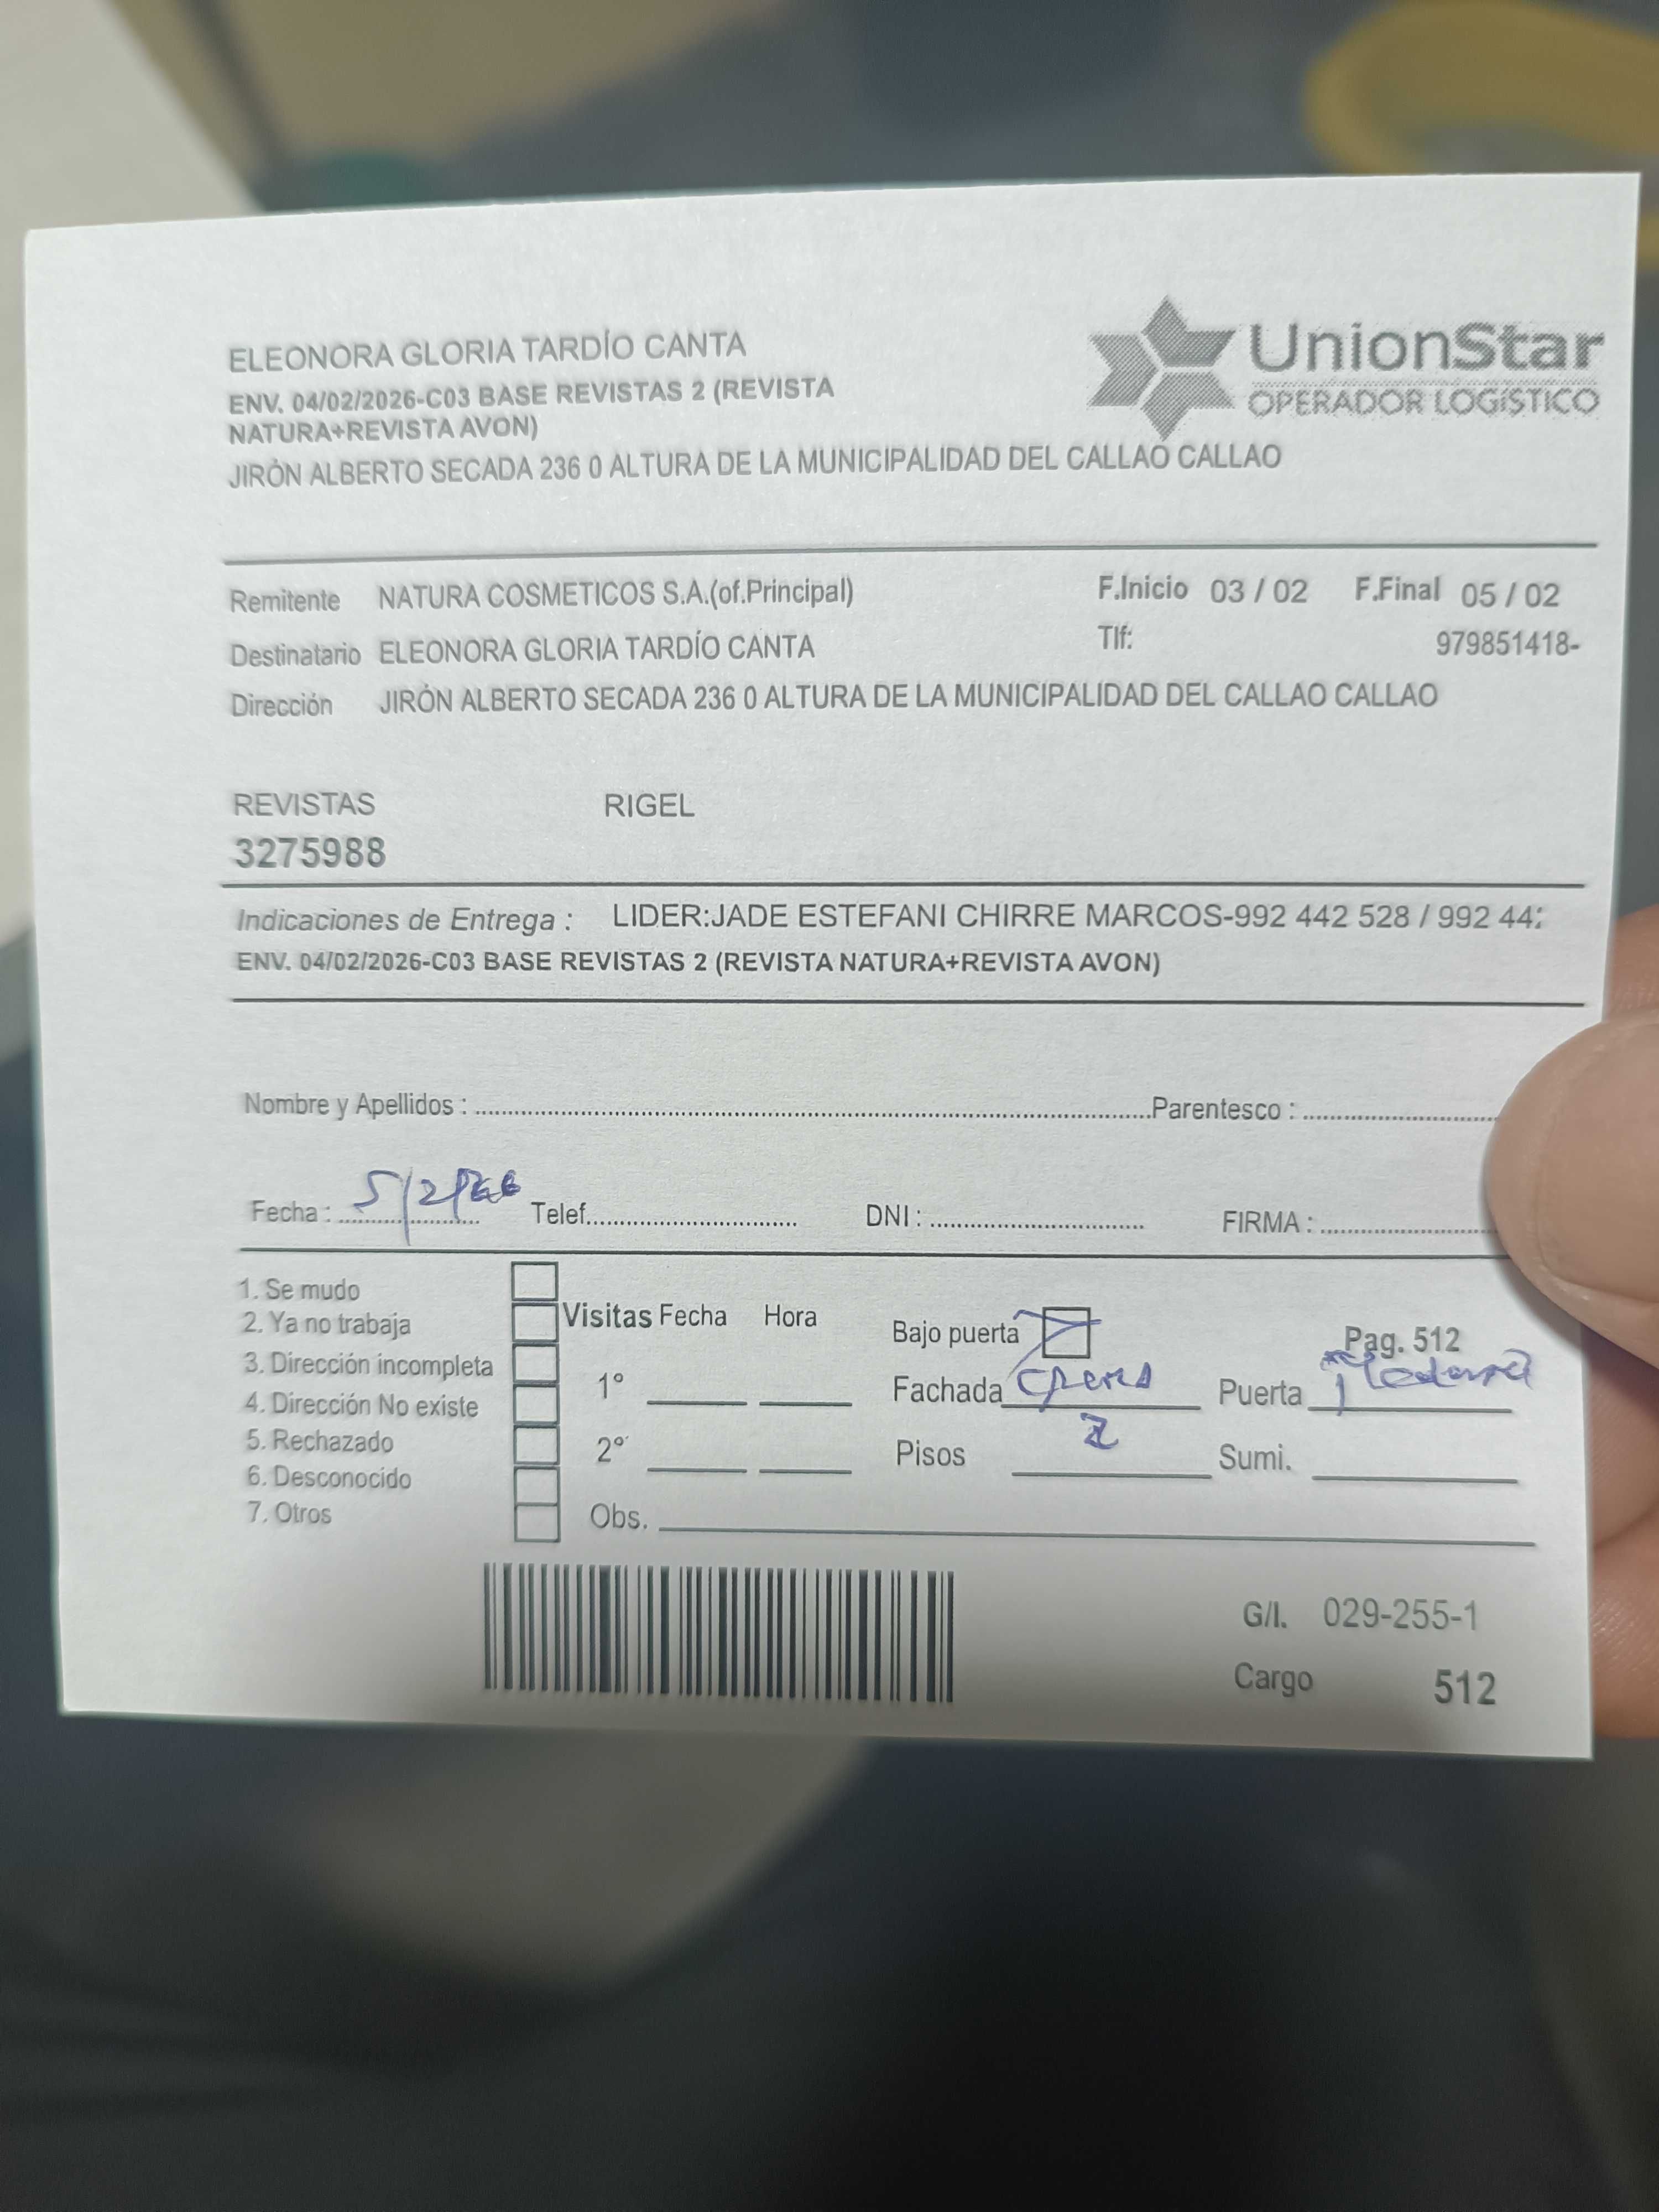 ELEONORA GLORIA TARDÍO CANTA
ENV. 04/02/2026-C03 BASE REVISTAS 2 (REVISTA
NATURA+REVISTA AVON)
JIRÓN ALBERTO SECADA 236 0 ALTURA DE LA MUNICIPALIDAD DEL CALLAO CALLAO
UnionStar
OPERADOR LOGÍSTICO
Remitente NATURA COSMETICOS S.A.(of.Principal) F.Inicio 03 / 02 F.Final 05 / 02
Destinatario ELEONORA GLORIA TARDÍO CANTA Tlf: 979851418-
Dirección JIRÓN ALBERTO SECADA 236 0 ALTURA DE LA MUNICIPALIDAD DEL CALLAO CALLAO
REVISTAS RIGEL
3275988
Indicaciones de Entrega : LIDER:JADE ESTEFANI CHIRRE MARCOS-992 442 528 / 992 44
ENV. 04/02/2026-C03 BASE REVISTAS 2 (REVISTA NATURA+REVISTA AVON)
Nombre y Apellidos : Parentesco :
Fecha : 5/2/ Telef. DNI : FIRMA :
1. Se mudo
2. Ya no trabaja
3. Dirección incompleta
4. Dirección No existe
5. Rechazado
6. Desconocido
7. Otros
Visitas Fecha Hora
1°
2°
Obs.
Bajo puerta Pag. 512
Fachada Puerta
Pisos 2 Sumi.
G/I. 029-255-1
Cargo 512